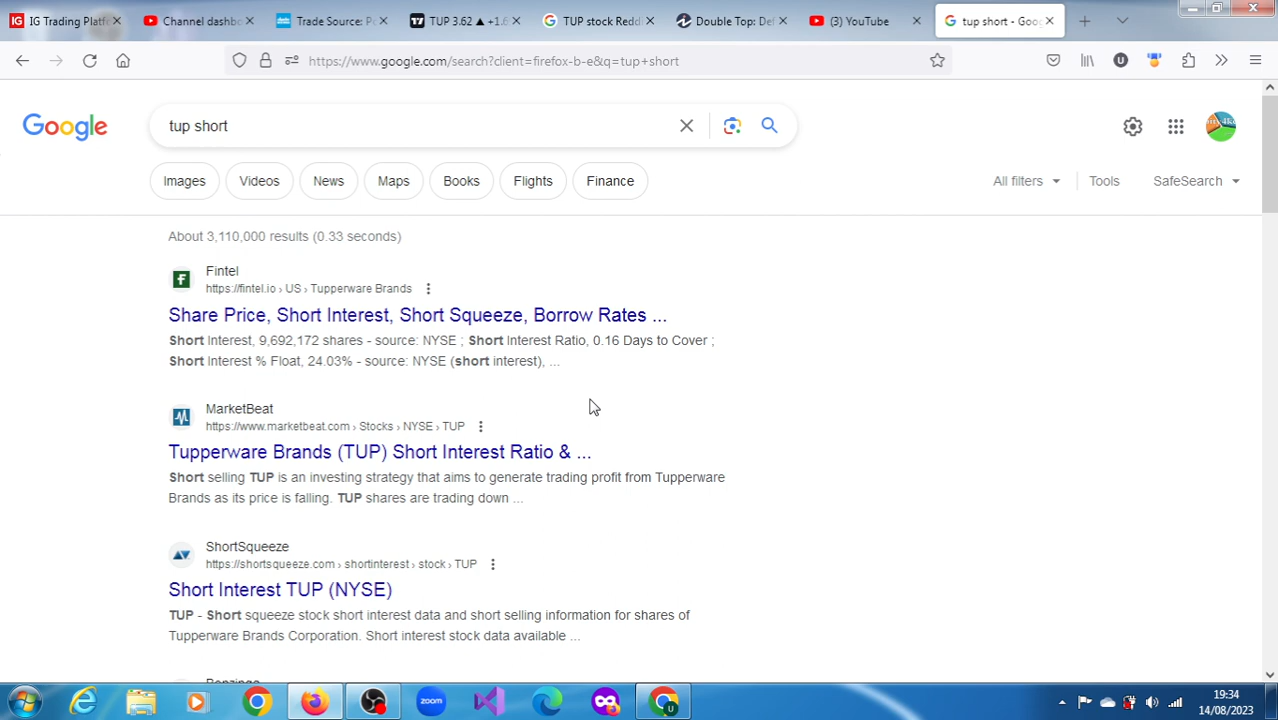 IG Trading Platf
Channel dashbo
Trade Source: P
TUP 3.62 ▲ +1.6
TUP stock Reddi
Double Top: Def
(3) YouTube
tup short - Goog
https://www.google.com/search?client=firefox-b-e&q=tup+short
Google
tup short
Images
Videos
News
Maps
Books
Flights
Finance
All filters
Tools
SafeSearch
About 3,110,000 results (0.33 seconds)
Fintel
https://fintel.io › US › Tupperware Brands
Share Price, Short Interest, Short Squeeze, Borrow Rates ...
Short Interest, 9,692,172 shares - source: NYSE ; Short Interest Ratio, 0.16 Days to Cover ;
Short Interest % Float, 24.03% - source: NYSE (short interest), ...
MarketBeat
https://www.marketbeat.com › Stocks › NYSE › TUP
Tupperware Brands (TUP) Short Interest Ratio & ...
Short selling TUP is an investing strategy that aims to generate trading profit from Tupperware
Brands as its price is falling. TUP shares are trading down ...
ShortSqueeze
https://shortsqueeze.com › shortinterest › stock › TUP
Short Interest TUP (NYSE)
TUP - Short squeeze stock short interest data and short selling information for shares of
Tupperware Brands Corporation. Short interest stock data available ...
zoom
19:34
14/08/2023